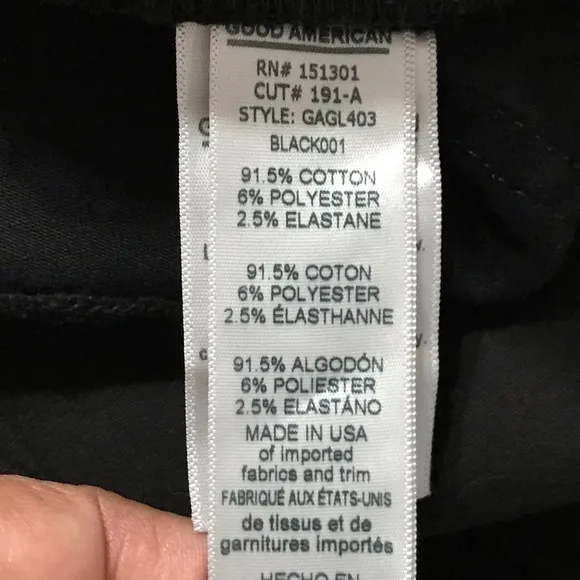 GOOD AMERICAN
RN# 151301
CUT# 191-A
STYLE: GAGL403
BLACK001
91.5% COTTON
6% POLYESTER
2.5% ELASTANE
91.5% COTON
6% POLYESTER
2.5% ÉLASTHANNE
91.5% ALGODÓN
6% POLIESTER
2.5% ELASTÁNO
MADE IN USA
of imported
fabrics and trim
FABRIQUÉ AUX ÉTATS-UNIS
de tissus et de
garnitures importés
HECHO EN